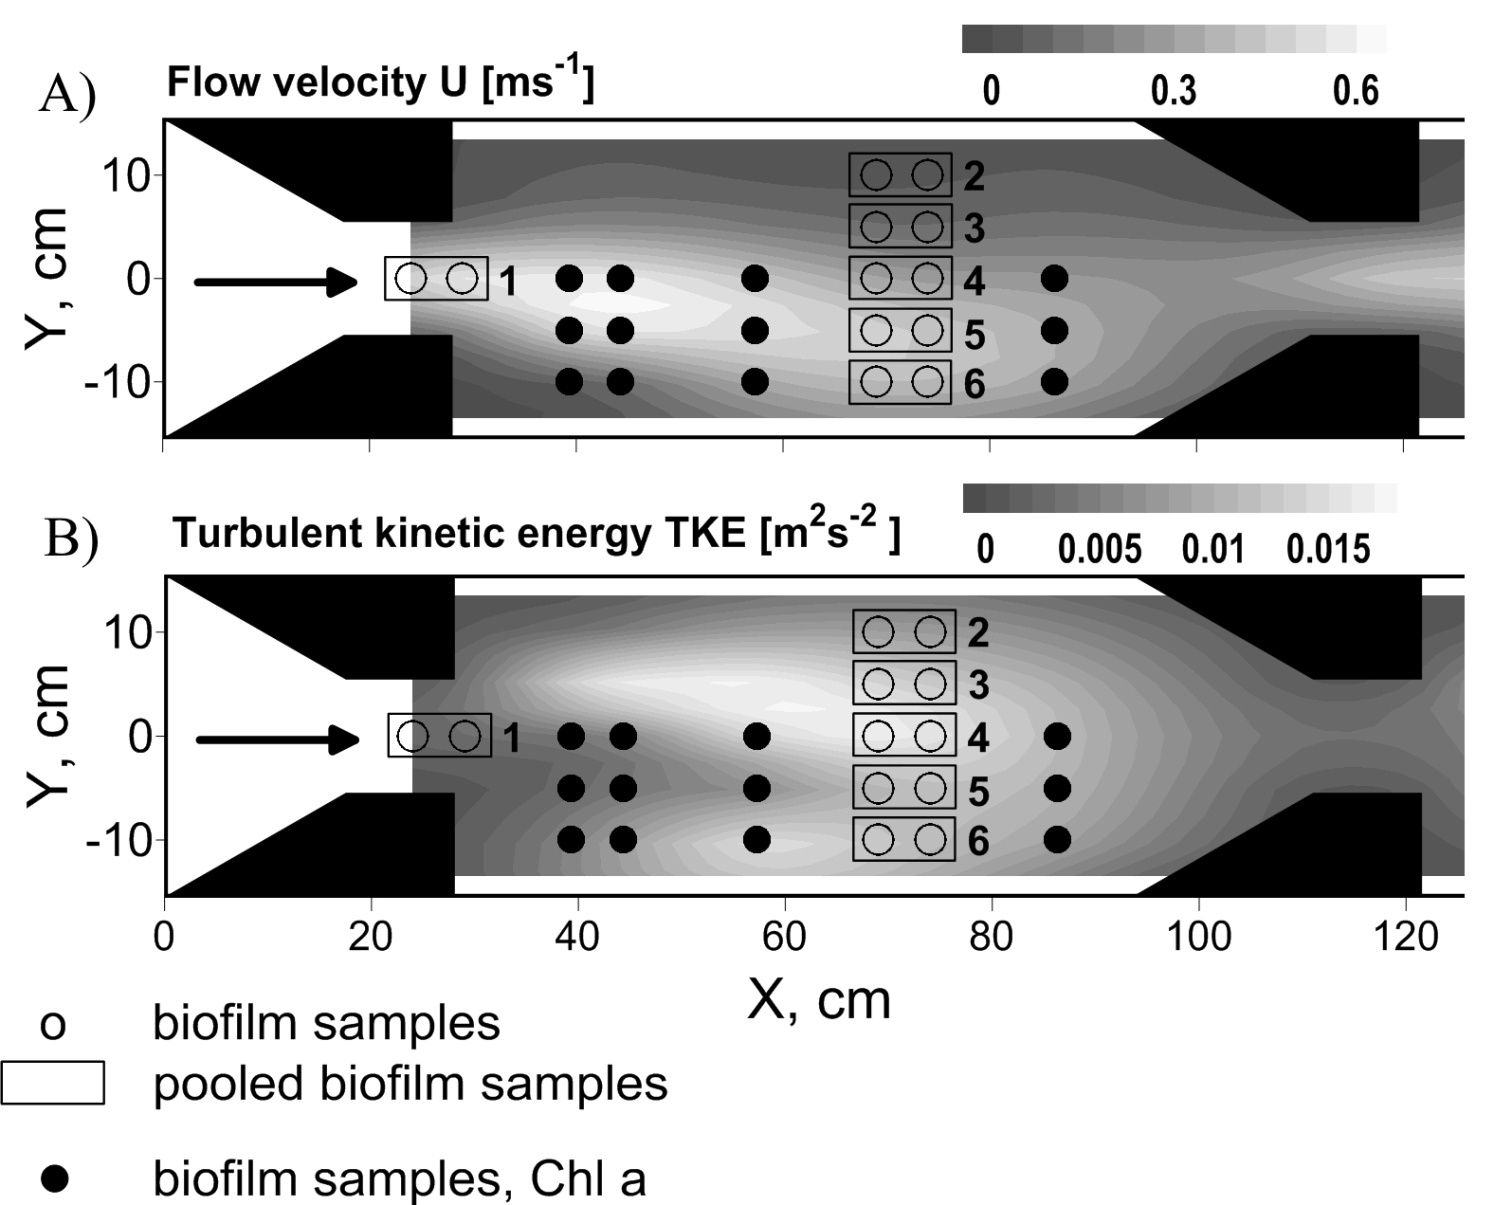 A)
Flow velocity U [ms-1]
0 0.3 0.6
10
0
-10
Y, cm
1
2
3
4
5
6
B)
Turbulent kinetic energy TKE [m2s-2 ]
0 0.005 0.01 0.015
10
0
-10
Y, cm
1
2
3
4
5
6
0 20 40 60 80 100 120
X, cm
biofilm samples
pooled biofilm samples
biofilm samples, Chl a